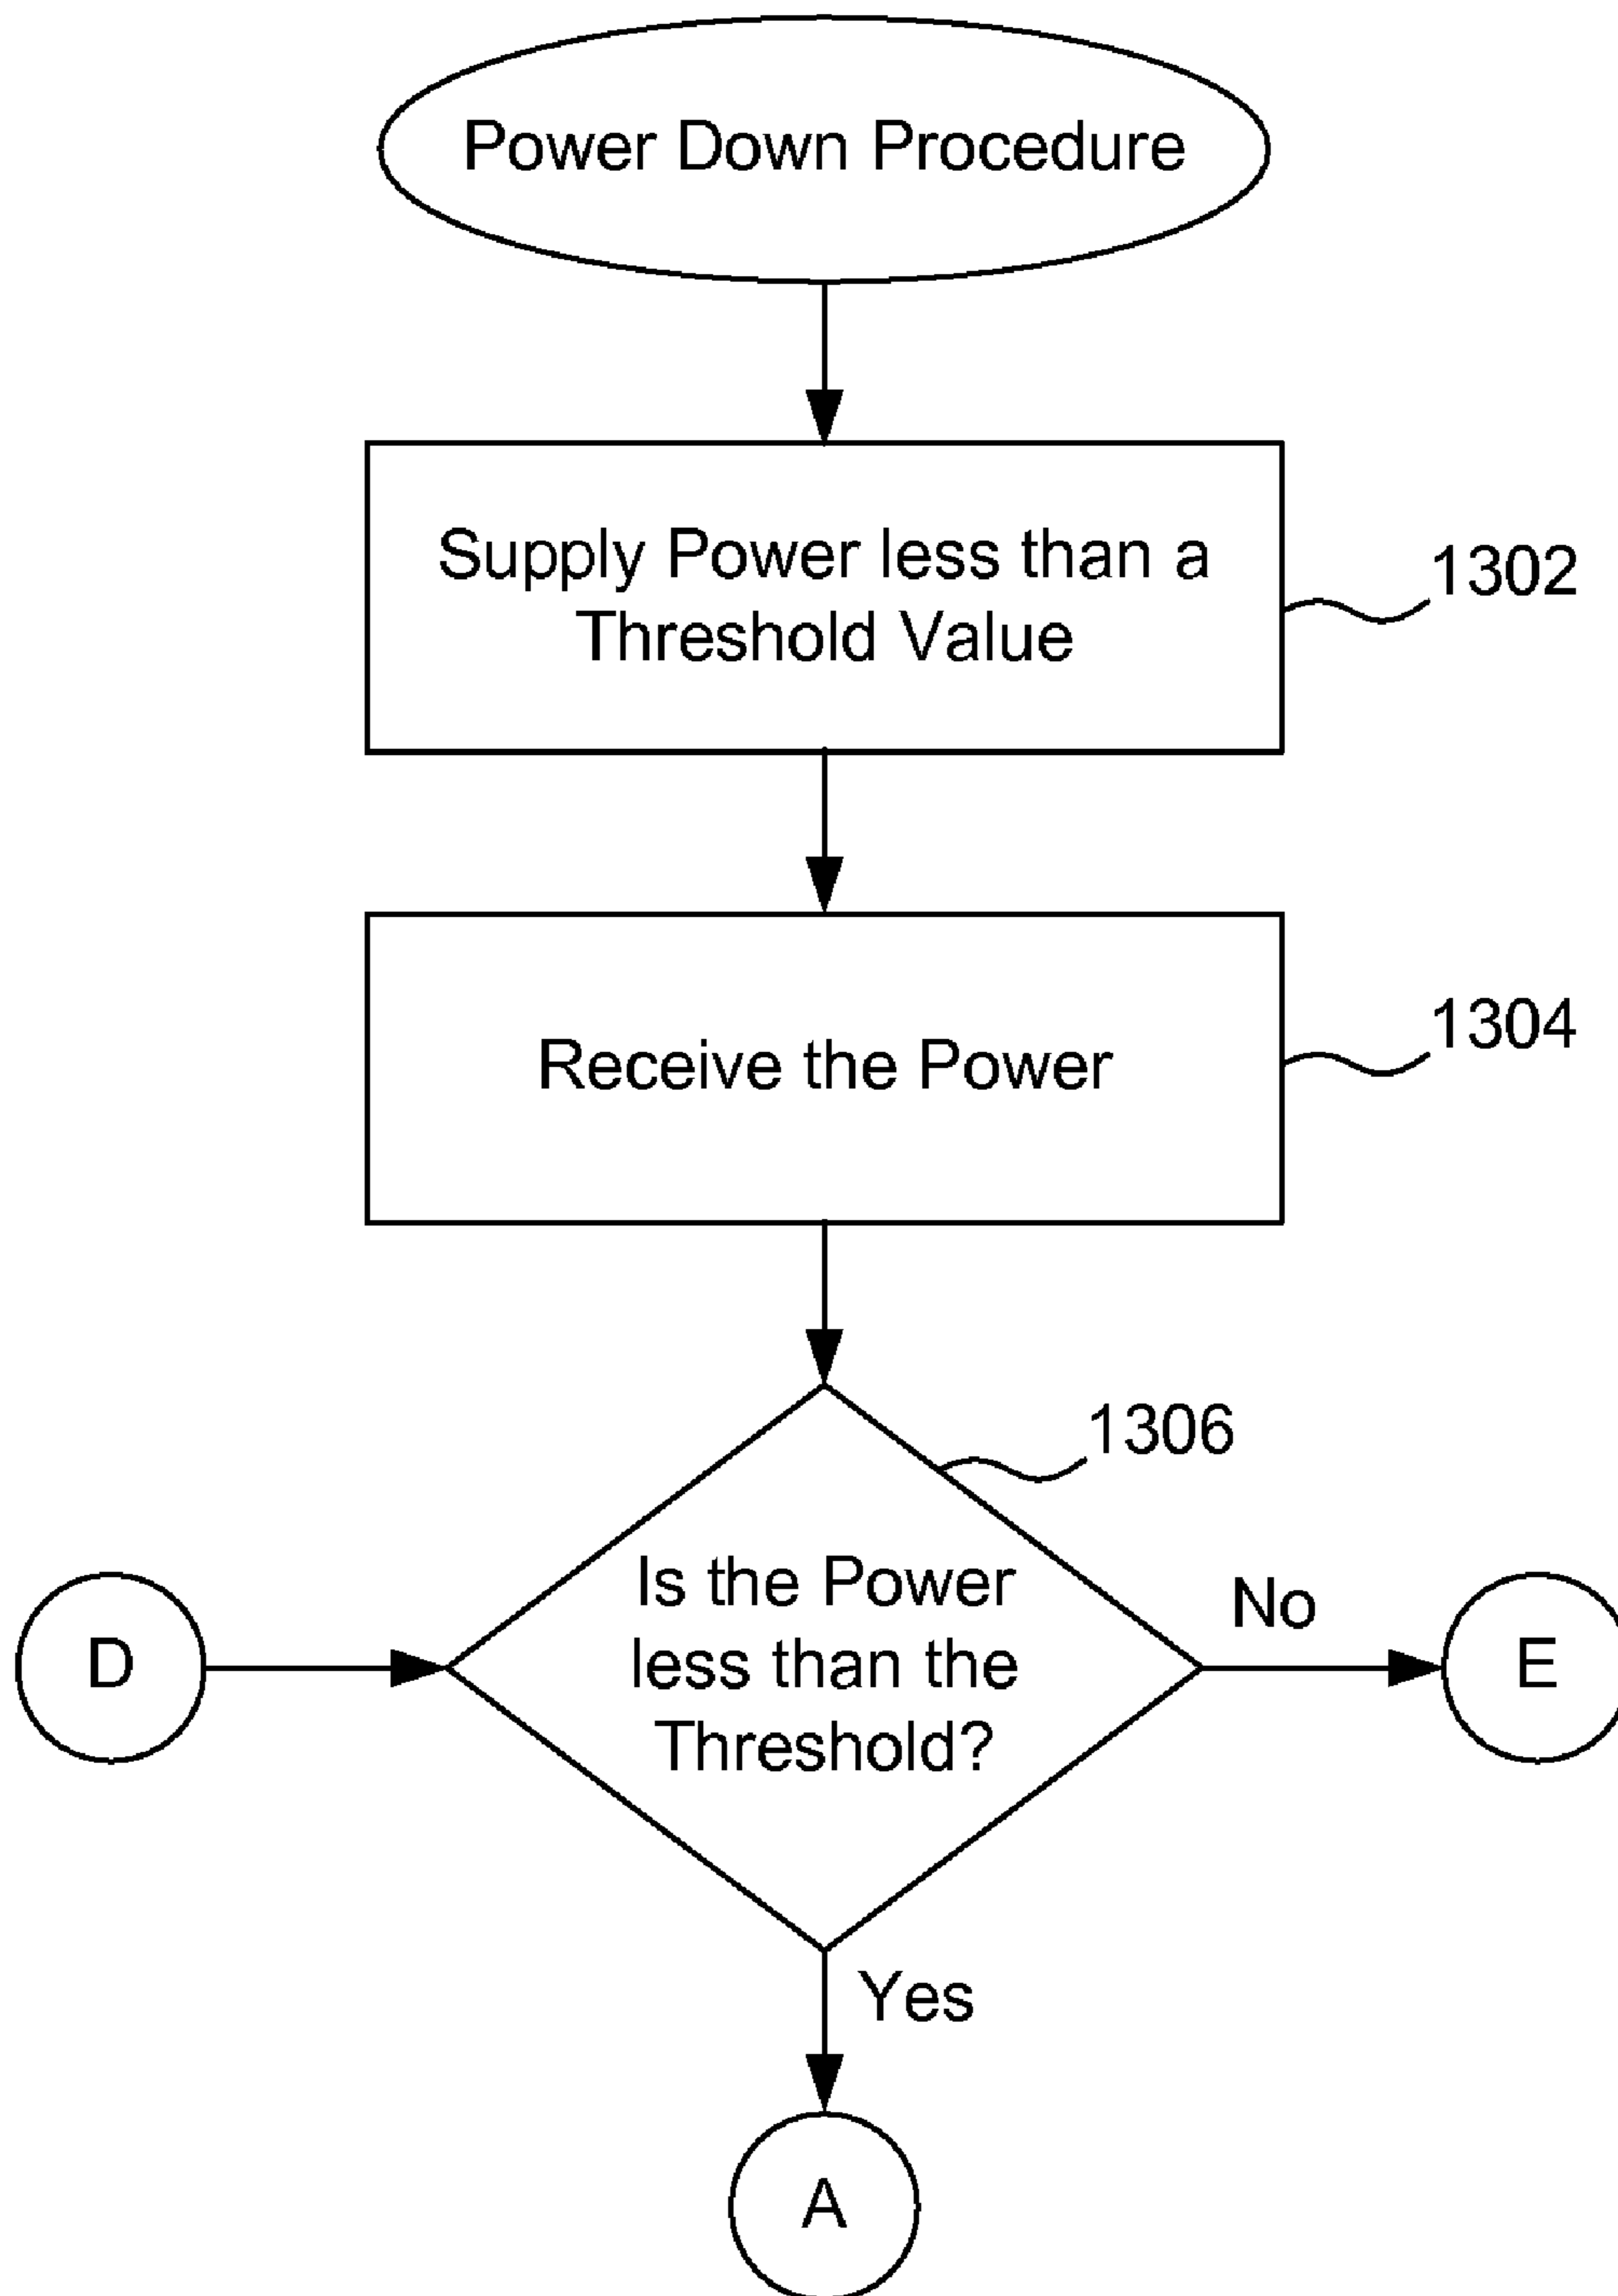 Power Down Procedure
Supply Power less than a
Threshold Value
1302
Receive the Power
1304
1306
Is the Power
less than the
Threshold?
D
No
E
Yes
A